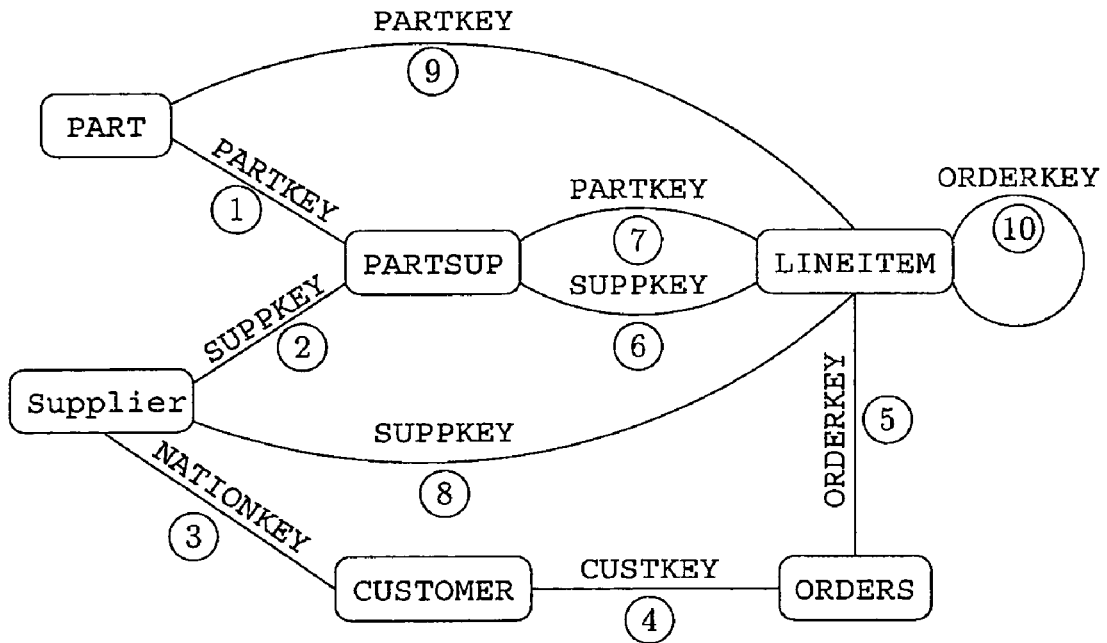 PARTKEY
9
PART
PARTKEY
1
PARTKEY
7
ORDERKEY
10
PARTSUP
LINEITEM
SUPPKEY
2
SUPPKEY
6
Supplier
SUPPKEY
8
ORDERKEY
5
NATIONKEY
3
CUSTOMER
CUSTKEY
4
ORDERS